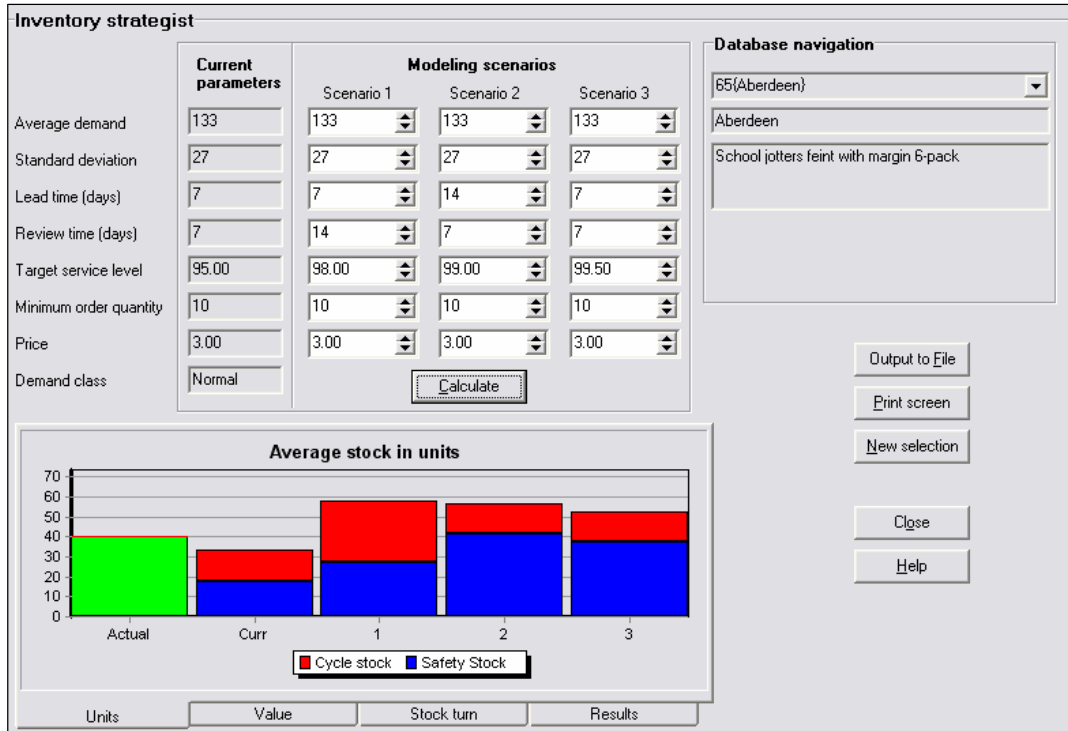 Inventory strategist
Current parameters
Modeling scenarios
Scenario 1 Scenario 2 Scenario 3
Average demand 133 133 133 133
Standard deviation 27 27 27 27
Lead time (days) 7 7 14 7
Review time (days) 7 14 7 7
Target service level 95.00 98.00 99.00 99.50
Minimum order quantity 10 10 10 10
Price 3.00 3.00 3.00 3.00
Demand class Normal
Calculate
Database navigation
65{Aberdeen}
Aberdeen
School jotters feint with margin 6-pack
Output to File
Print screen
New selection
Close
Help
Average stock in units
70
60
50
40
30
20
10
0
Actual Curr 1 2 3
Cycle stock Safety Stock
Units Value Stock turn Results